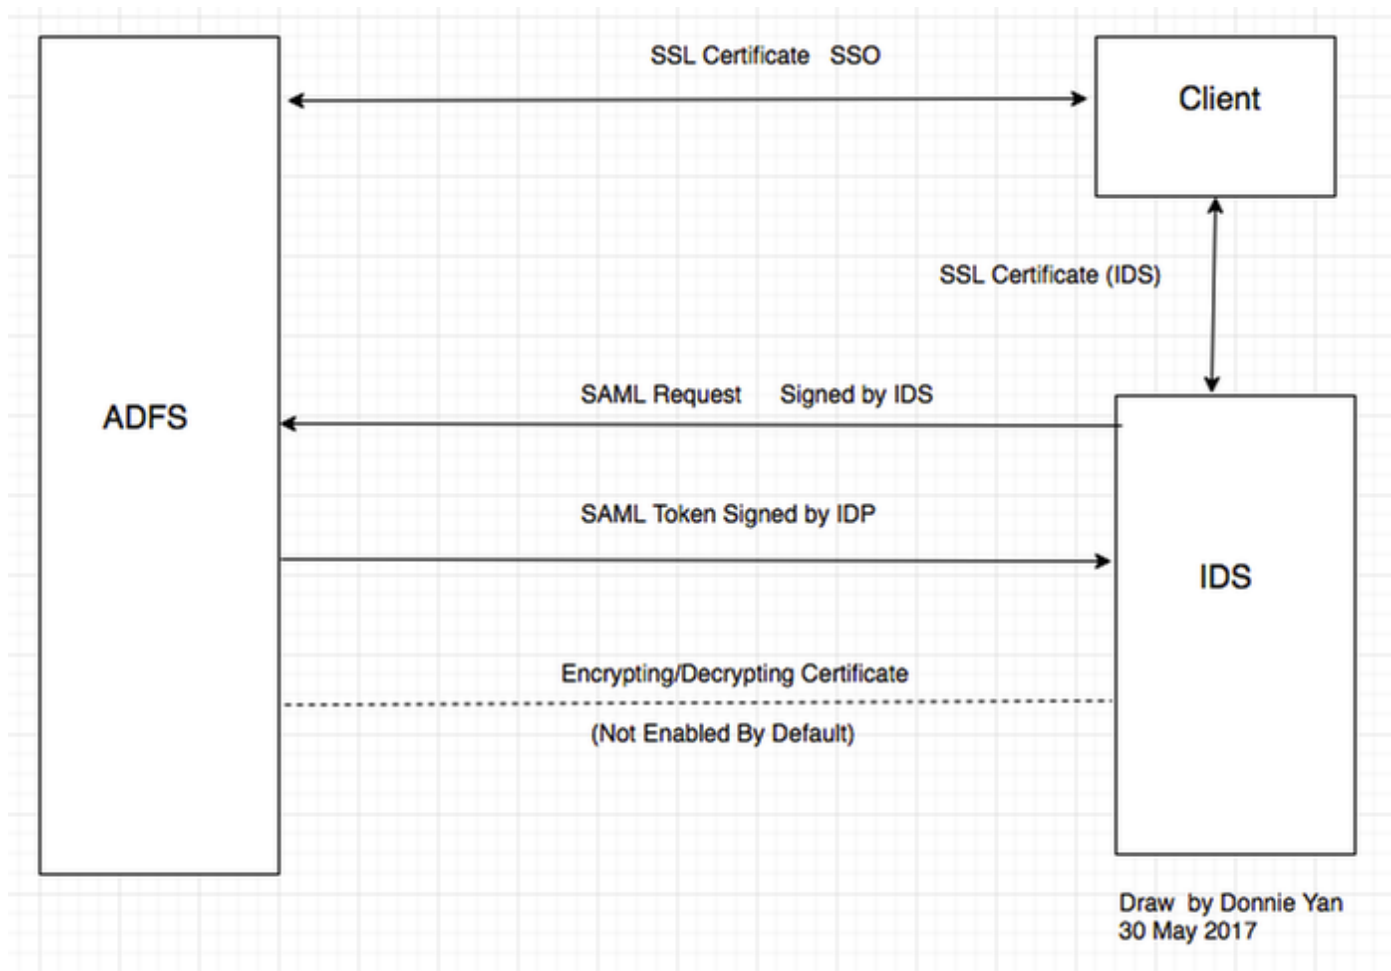 SSL Certificate SSO
Client
SSL Certificate (IDS)
SAML Request Signed by IDS
ADFS
SAML Token Signed by IDP
IDS
Encrypting/Decrypting Certificate
(Not Enabled By Default)
Draw by Donnie Yan
30 May 2017